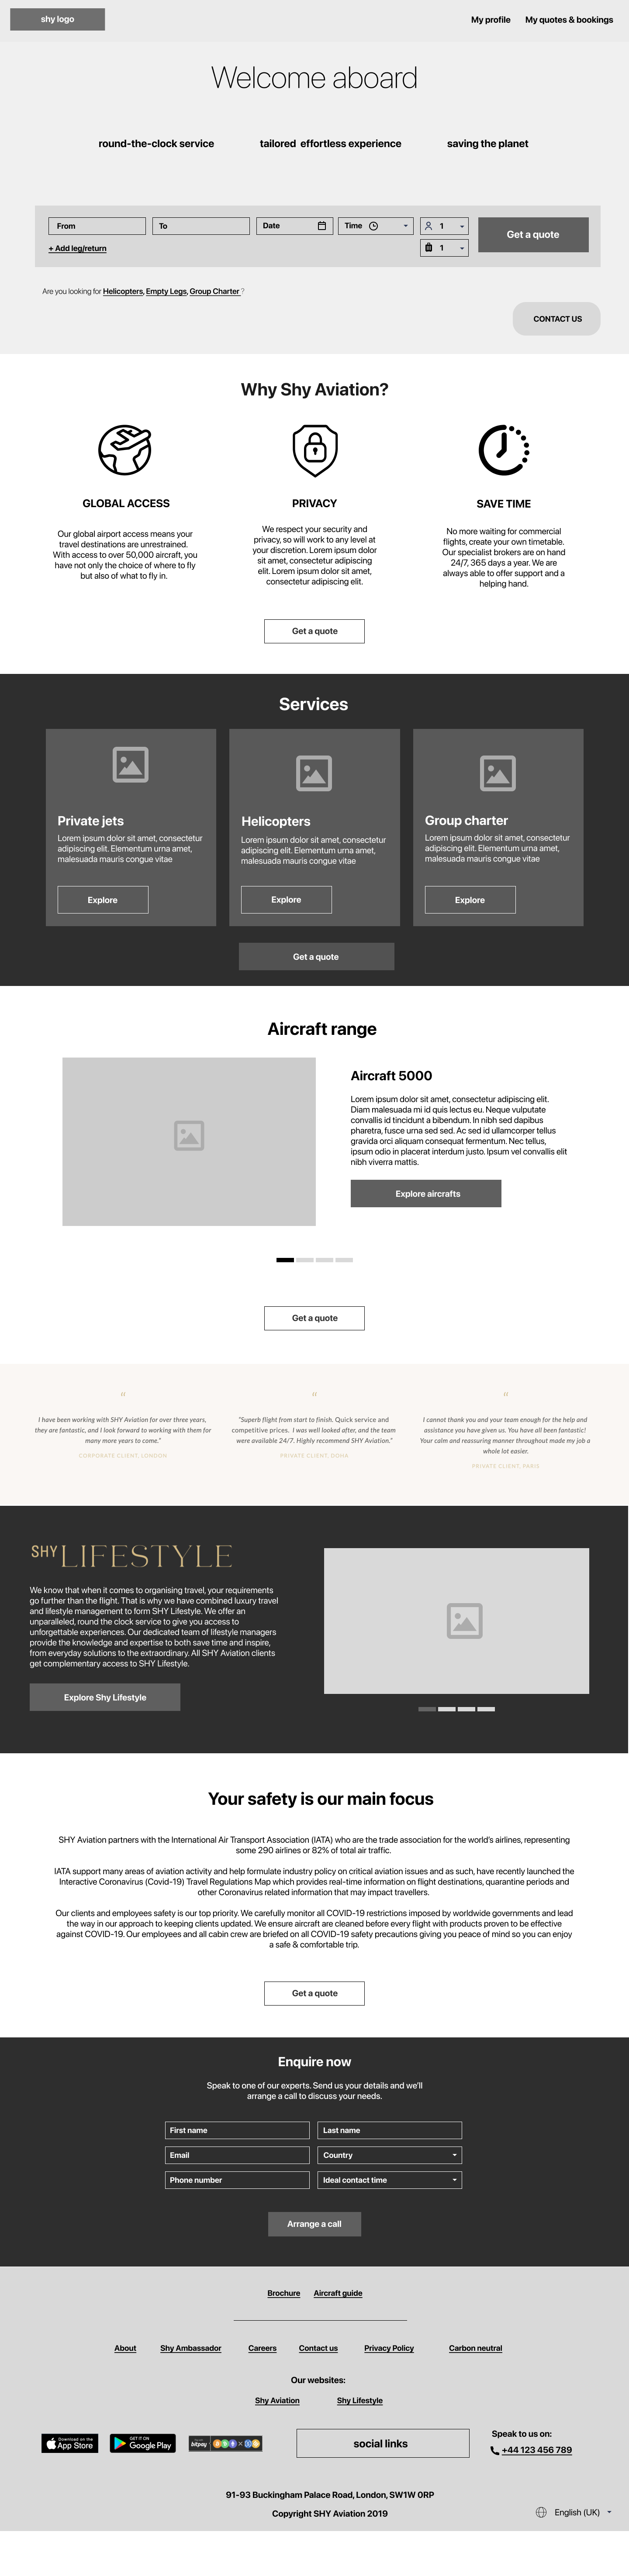 shy logo
My profile
My quotes & bookings
Welcome aboard
round-the-clock service
tailored effortless experience
saving the planet
From
To
Date
Time
1
Get a quote
+ Add leg/return
1
Are you looking for Helicopters, Empty Legs, Group Charter ?
CONTACT US
Why Shy Aviation?
GLOBAL ACCESS
Our global airport access means your
travel destinations are unrestrained.
With access to over 50,000 aircraft, you
have not only the choice of where to fly
but also of what to fly in.
PRIVACY
We respect your security and
privacy, so will work to any level at
your discretion. Lorem ipsum dolor
sit amet, consectetur adipiscing
elit. Lorem ipsum dolor sit amet,
consectetur adipiscing elit.
SAVE TIME
No more waiting for commercial
flights, create your own timetable.
Our specialist brokers are on hand
24/7, 365 days a year. We are
always able to offer support and a
helping hand.
Get a quote
Services
Private jets
Lorem ipsum dolor sit amet, consectetur
adipiscing elit. Elementum urna amet,
malesuada mauris congue vitae
Explore
Helicopters
Lorem ipsum dolor sit amet, consectetur
adipiscing elit. Elementum urna amet,
malesuada mauris congue vitae
Explore
Group charter
Lorem ipsum dolor sit amet, consectetur
adipiscing elit. Elementum urna amet,
malesuada mauris congue vitae
Explore
Get a quote
Aircraft range
Aircraft 5000
Lorem ipsum dolor sit amet, consectetur adipiscing elit.
Diam malesuada mi id quis lectus eu. Neque vulputate
convallis id tincidunt a bibendum. In nibh sed dapibus
pharetra, fusce urna sed sed. Ac sed id ullamcorper tellus
gravida orci aliquam consequat fermentum. Nec tellus,
ipsum odio in placerat interdum justo. Ipsum vel convallis elit
nibh viverra mattis.
Explore aircrafts
Get a quote
"
I have been working with SHY Aviation for over three years,
they are fantastic, and I look forward to working with them for
many more years to come,"
CORPORATE CLIENT, LONDON
"
"Superb flight from start to finish. Quick service and
competitive prices. I was well looked after, and the team
were available 24/7. Highly recommend SHY Aviation."
PRIVATE CLIENT, DOHA
"
I cannot thank you and your team enough for the help and
assistance you have given us. You have all been fantastic!
Your calm and reassuring manner throughout made my job a
whole lot easier.
PRIVATE CLIENT, PARIS
SHY LIFESTYLE
We know that when it comes to organising travel, your requirements
go further than the flight. That is why we have combined luxury travel
and lifestyle management to form SHY Lifestyle. We offer an
unparalleled, round the clock service to give you access to
unforgettable experiences. Our dedicated team of lifestyle managers
provide the knowledge and expertise to both save time and inspire,
from everyday solutions to the extraordinary. All SHY Aviation clients
get complementary access to SHY Lifestyle.
Explore Shy Lifestyle
Your safety is our main focus
SHY Aviation partners with the International Air Transport Association (IATA) who are the trade association for the world's airlines, representing
some 290 airlines or 82% of total air traffic.
IATA support many areas of aviation activity and help formulate industry policy on critical aviation issues and as such, have recently launched the
Interactive Coronavirus (Covid-19) Travel Regulations Map which provides real-time information on flight destinations, quarantine periods and
other Coronavirus related information that may impact travellers.
Our clients and employees safety is our top priority. We carefully monitor all COVID-19 restrictions imposed by worldwide governments and lead
the way in our approach to keeping clients updated. We ensure aircraft are cleaned before every flight with products proven to be effective
against COVID-19. Our employees and all cabin crew are briefed on all COVID-19 safety precautions giving you peace of mind so you can enjoy
a safe & comfortable trip.
Get a quote
Enquire now
Speak to one of our experts. Send us your details and we'll
arrange a call to discuss your needs.
First name
Last name
Email
Country
Phone number
Ideal contact time
Arrange a call
Brochure
Aircraft guide
About
Shy Ambassador
Careers
Contact us
Privacy Policy
Carbon neutral
Our websites:
Shy Aviation
Shy Lifestyle
Download on the
App Store
GET IT ON
Google Play
bitpay
social links
Speak to us on:
+44 123 456 789
91-93 Buckingham Palace Road, London, SW1W 0RP
Copyright SHY Aviation 2019
English (UK)